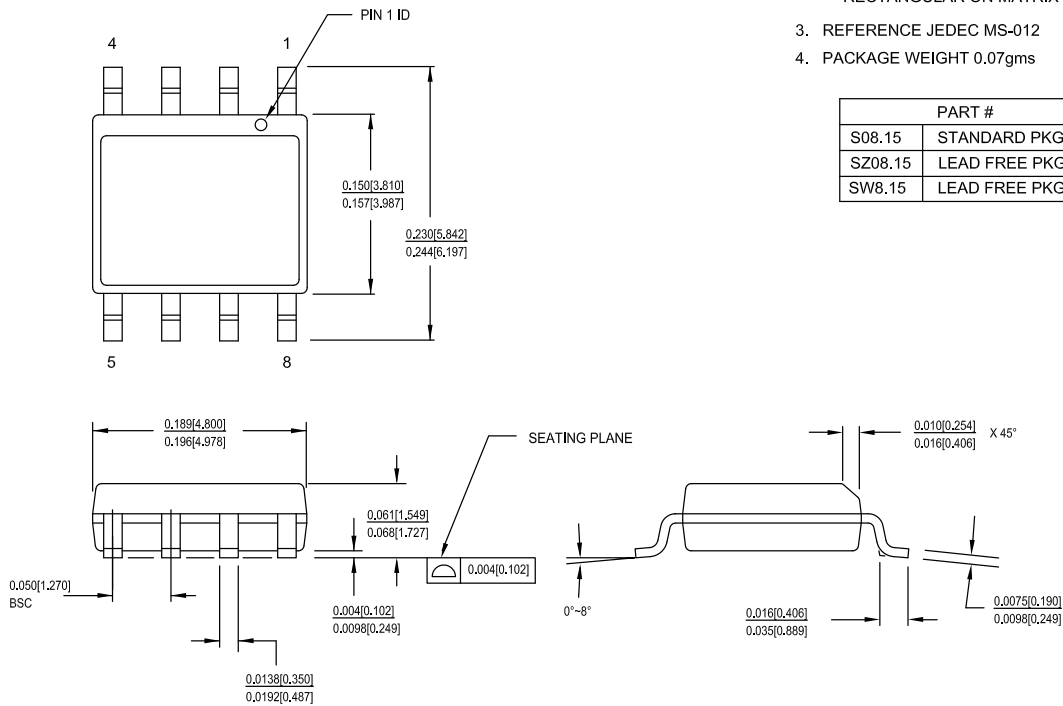 PIN 1 ID
3. REFERENCE JEDEC MS-012
4. PACKAGE WEIGHT 0.07gms
4
1
PART #
S08.15 STANDARD PKG
SZ08.15 LEAD FREE PKG
SW8.15 LEAD FREE PKG
0.150[3.810]
0.157[3.987]
0.230[5.842]
0.244[6.197]
5
8
0.189[4.800]
0.196[4.978]
SEATING PLANE
0.010[0.254]
0.016[0.406]
X 45°
0.061[1.549]
0.068[1.727]
0.004[0.102]
0.050[1.270]
BSC
0.004[0.102]
0.0098[0.249]
0°~8°
0.016[0.406]
0.035[0.889]
0.0075[0.190]
0.0098[0.249]
0.0138[0.350]
0.0192[0.487]